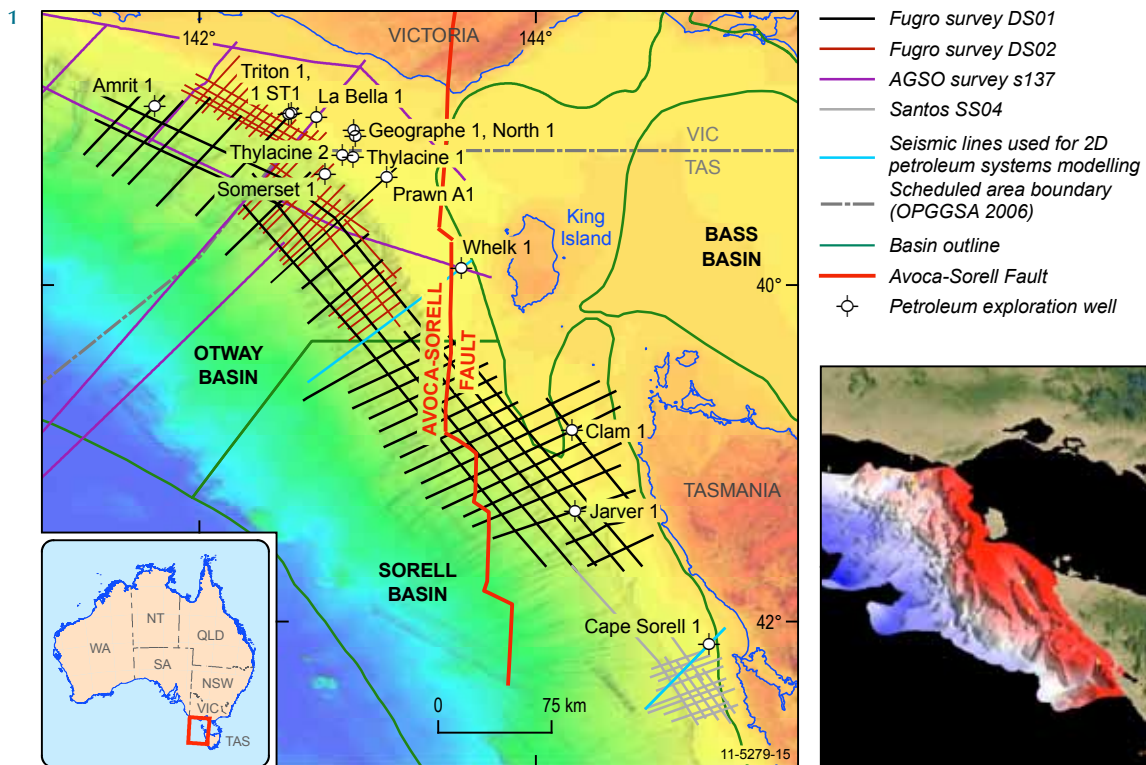 1
142°
144°
VICTORIA
Amrit 1
Triton 1,
1 ST1
La Bella 1
Geographe 1, North 1
VIC
TAS
Thylacine 2
Thylacine 1
Somerset 1
Prawn A1
King
Island
BASS
BASIN
Whelk 1
40°
OTWAY
BASIN
AVOCA-SORELL
FAULT
Clam 1
TASMANIA
Jarver 1
SORELL
BASIN
Cape Sorell 1
42°
0
75 km
11-5279-15
WA
NT
SA
QLD
NSW
VIC
TAS
Fugro survey DS01
Fugro survey DS02
AGSO survey s137
Santos SS04
Seismic lines used for 2D
petroleum systems modelling
Scheduled area boundary
(OPGGSA 2006)
Basin outline
Avoca-Sorell Fault
Petroleum exploration well